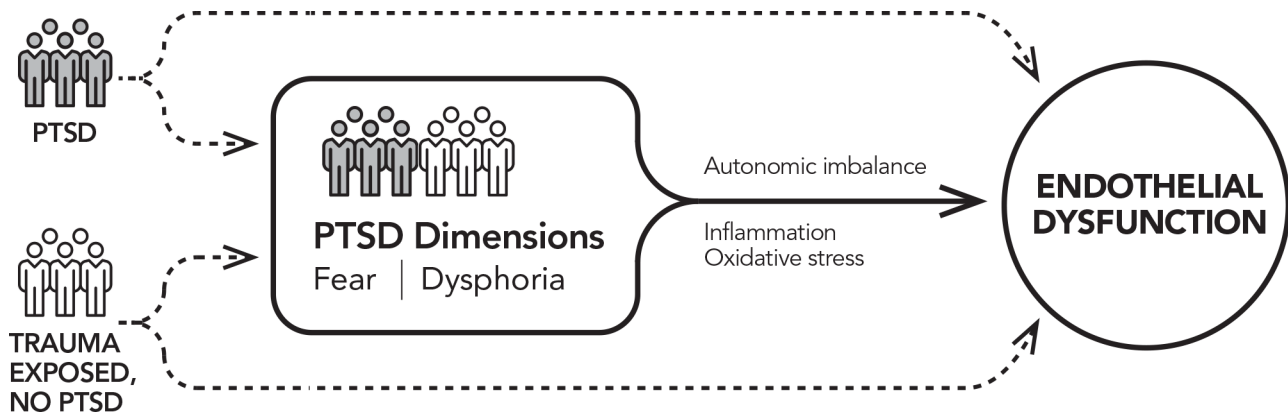 PTSD
TRAUMA
EXPOSED,
NO PTSD
PTSD Dimensions
Fear | Dysphoria
Autonomic imbalance
Inflammation
Oxidative stress
ENDOTHELIAL
DYSFUNCTION